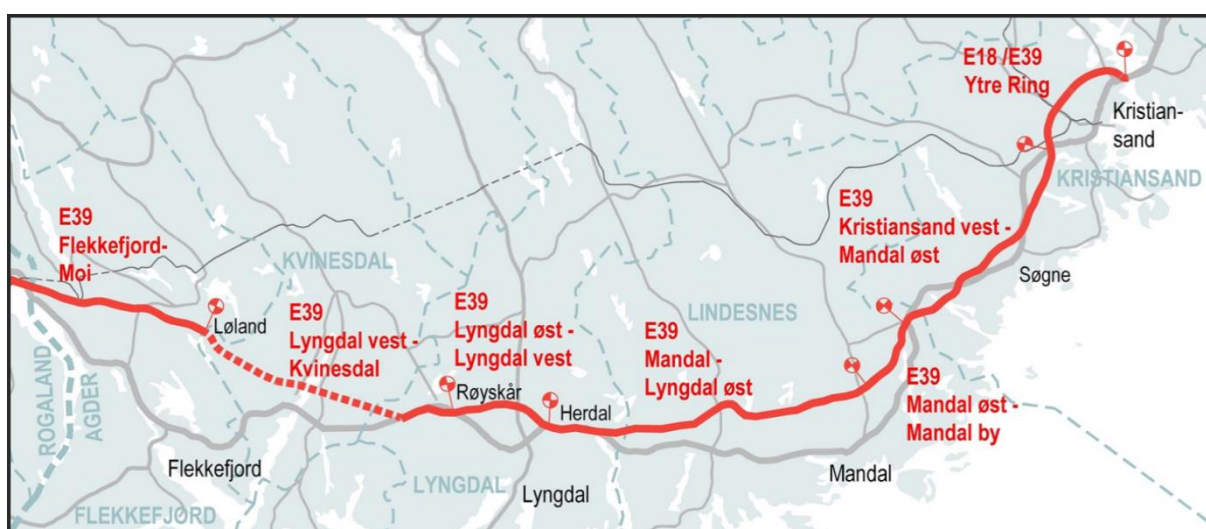 E18 /E39
Ytre Ring
Kristian-
sand
KRISTIANSAND
E39
Flekkefjord-
Moi
E39
Kristiansand vest -
Mandal øst
KVINESDAL
Søgne
E39
Lyngdal vest -
Kvinesdal
E39
Lyngdal øst -
Lyngdal vest
LINDESNES
Løland
E39
Mandal -
Lyngdal øst
E39
Mandal øst -
Mandal by
Røyskår
Herdal
ROGALAND
AGDER
Flekkefjord
LYNGDAL
Lyngdal
Mandal
FLEKKEFJORD